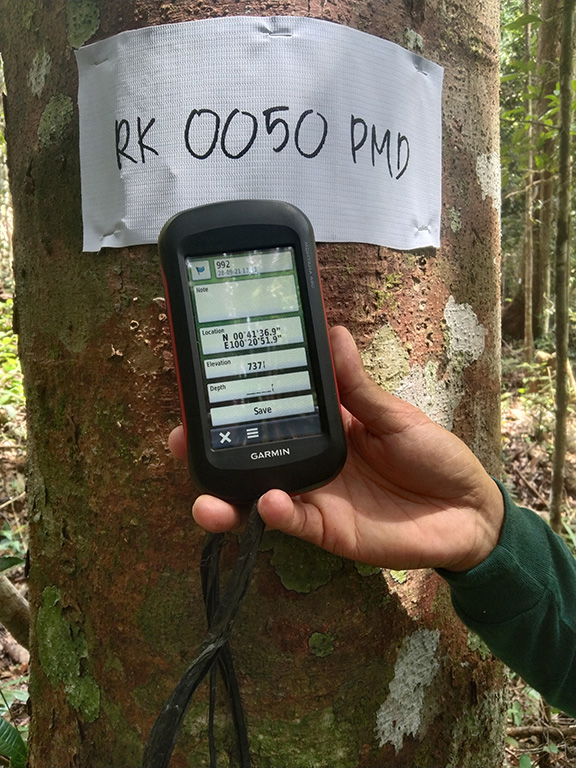 RK 0050 PMD
992
Note
Location
N 00°41'36.9"
E100°20'51.9"
Elevation
737
Depth
Save
GARMIN